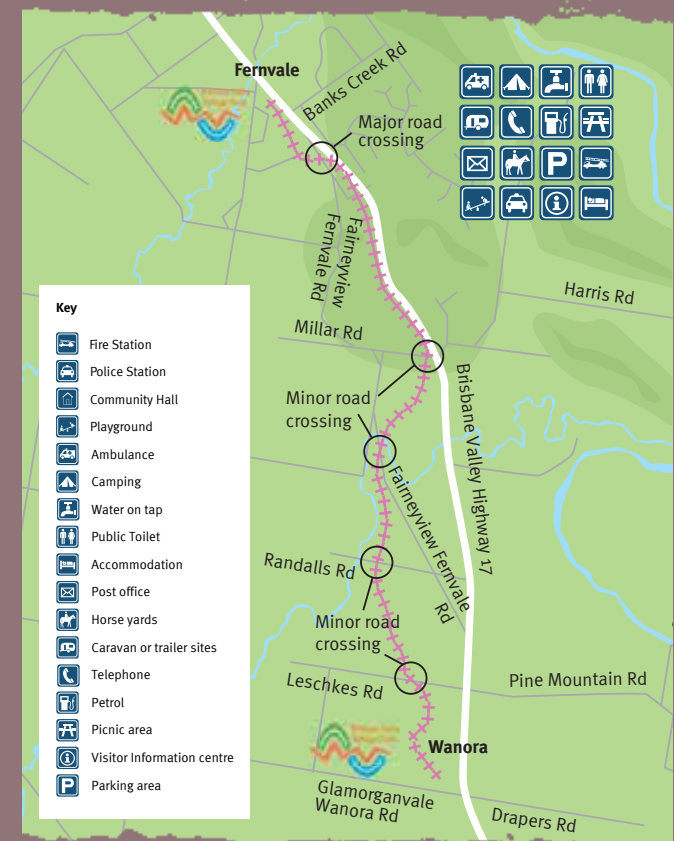 Fernvale
Banks Creek Rd
Major road
crossing
P
Fairneyview
Fernvale Rd
Harris Rd
Millar Rd
Minor road
crossing
Brisbane Valley Highway 17
Fairneyview Fernvale
Rd
Randalls Rd
Minor road
crossing
Leschkes Rd
Pine Mountain Rd
Wanora
Glamorganvale
Wanora Rd
Drapers Rd
Key
Fire Station
Police Station
Community Hall
Playground
Ambulance
Camping
Water on tap
Public Toilet
Accommodation
Post office
Horse yards
Caravan or trailer sites
Telephone
Petrol
Picnic area
Visitor Information centre
P Parking area